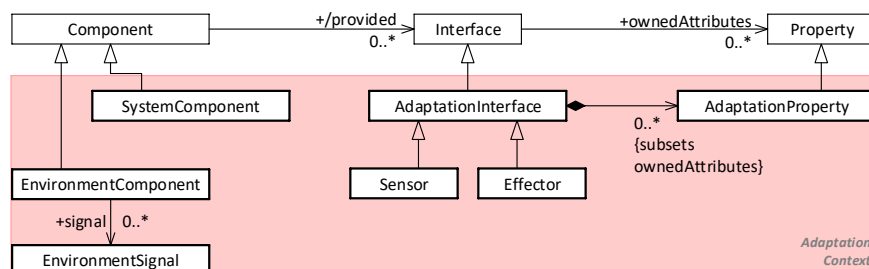 +/provided
+ownedAttributes
Component
Interface
Property
0..*
0..*
SystemComponent
AdaptationInterface
AdaptationProperty
0..*
{subsets
ownedAttributes}
EnvironmentComponent
Sensor
Effector
+signal 0..*
Adaptation
Context
EnvironmentSignal